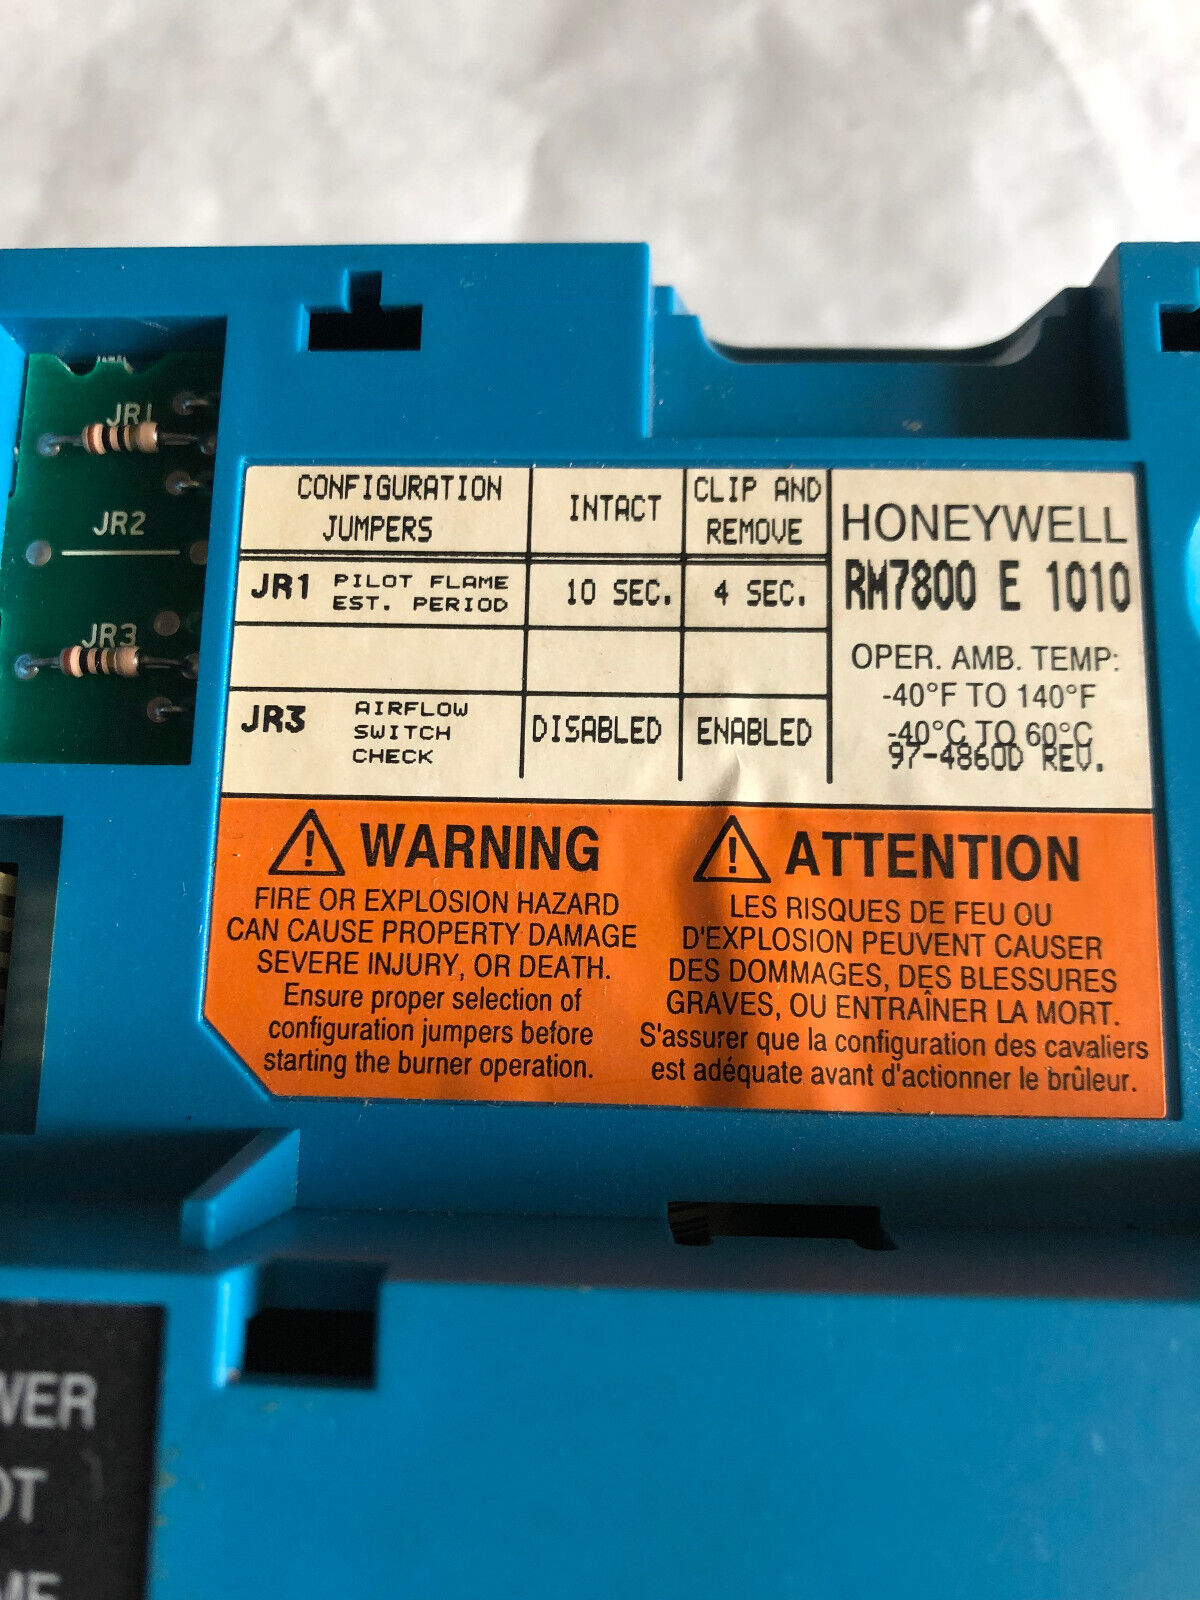 JR1
JR2
JR3
CONFIGURATION JUMPERS
INTACT
CLIP AND REMOVE
JR1 PILOT FLAME EST. PERIOD
10 SEC.
4 SEC.
JR3 AIRFLOW SWITCH CHECK
DISABLED
ENABLED
HONEYWELL
RM7800 E 1010
OPER. AMB. TEMP:
-40°F TO 140°F
-40°C TO 60°C
97-4860D REV.
WARNING
FIRE OR EXPLOSION HAZARD
CAN CAUSE PROPERTY DAMAGE
SEVERE INJURY, OR DEATH.
Ensure proper selection of
configuration jumpers before
starting the burner operation.
ATTENTION
LES RISQUES DE FEU OU
D'EXPLOSION PEUVENT CAUSER
DES DOMMAGES, DES BLESSURES
GRAVES, OU ENTRAÎNER LA MORT.
S'assurer que la configuration des cavaliers
est adéquate avant d'actionner le brûleur.